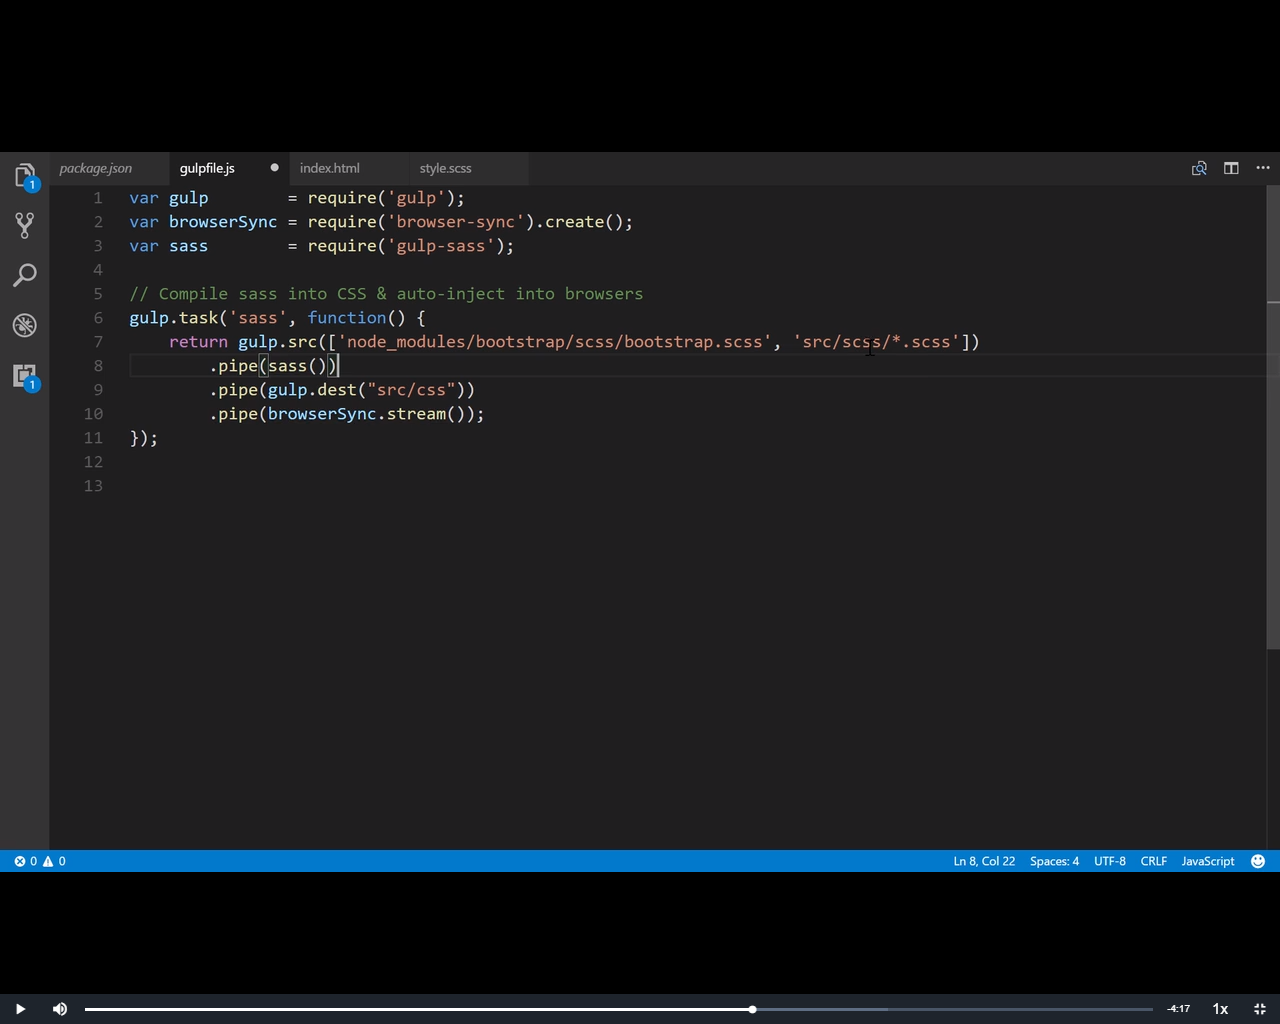 package.json gulpfile.js index.html style.scss
1
1
1 var gulp        = require('gulp');
2 var browserSync = require('browser-sync').create();
3 var sass        = require('gulp-sass');
4
5 // Compile sass into CSS & auto-inject into browsers
6 gulp.task('sass', function() {
7     return gulp.src(['node_modules/bootstrap/scss/bootstrap.scss', 'src/scss/*.scss'])
8         .pipe(sass())
9         .pipe(gulp.dest("src/css"))
10         .pipe(browserSync.stream());
11 });
12
13
0 0 Ln 8, Col 22 Spaces: 4 UTF-8 CRLF JavaScript
-4:17 1x